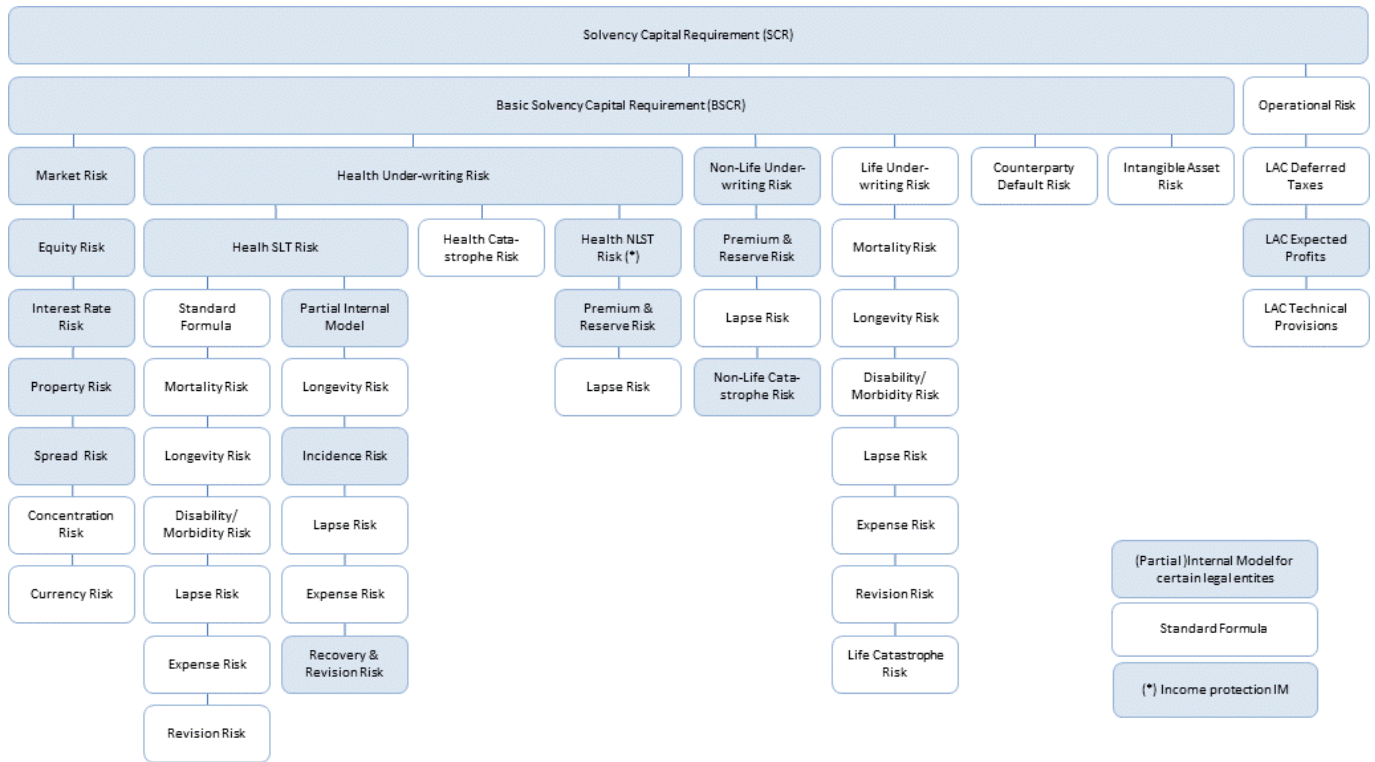 Solvency Capital Requirement (SCR)
Basic Solvency Capital Requirement (BSCR)
Operational Risk
Market Risk
Health Under-writing Risk
Non-Life Under-
writing Risk
Life Under-
writing Risk
Counterparty
Default Risk
Intangible Asset
Risk
LAC Deferred
Taxes
Equity Risk
Healh SLT Risk
Health Cata-
strophe Risk
Health NLST
Risk (*)
Premium &
Reserve Risk
Mortality Risk
LAC Expected
Profits
Interest Rate
Risk
Standard
Formula
Partial Internal
Model
Premium &
Reserve Risk
Lapse Risk
Longevity Risk
LAC Technical
Provisions
Property Risk
Mortality Risk
Longevity Risk
Lapse Risk
Non-Life Cata-
strophe Risk
Disability/
Morbidity Risk
Spread Risk
Longevity Risk
Incidence Risk
Lapse Risk
Concentration
Risk
Disability/
Morbidity Risk
Lapse Risk
Expense Risk
Currency Risk
Lapse Risk
Expense Risk
Revision Risk
Expense Risk
Recovery &
Revision Risk
Life Catastrophe
Risk
Revision Risk
(Partial )Internal Model for
certain legal entites
Standard Formula
(*) Income protection IM